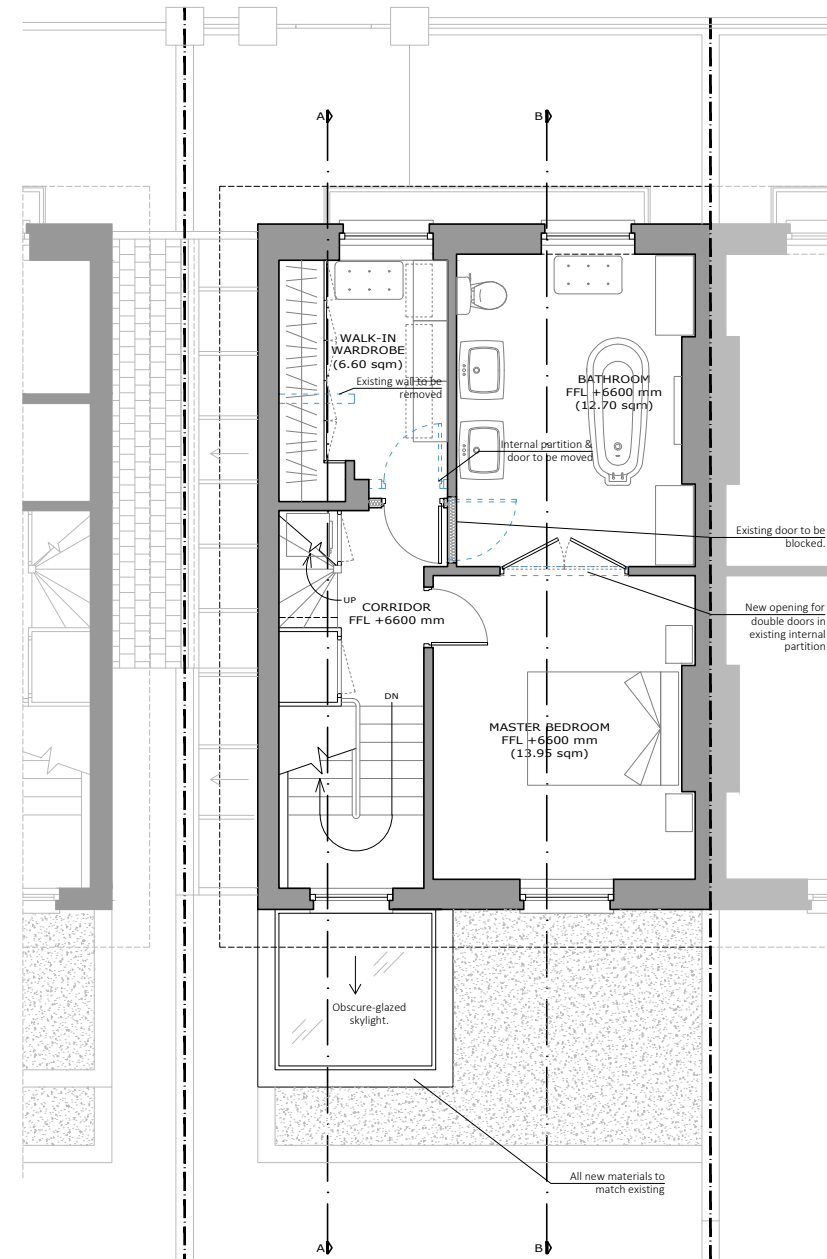 A
B
WALK-IN
WARDROBE
(6.60 sqm)
Existing wall to be
removed
BATHROOM
FFL +6600 mm
(12.70 sqm)
Internal partition &
door to be moved
Existing door to be
blocked.
UP
CORRIDOR
FFL +6600 mm
New opening for
double doors in
existing internal
partition
DN
MASTER BEDROOM
FFL +6600 mm
(13.95 sqm)
Obscure-glazed
skylight.
All new materials to
match existing
A
B